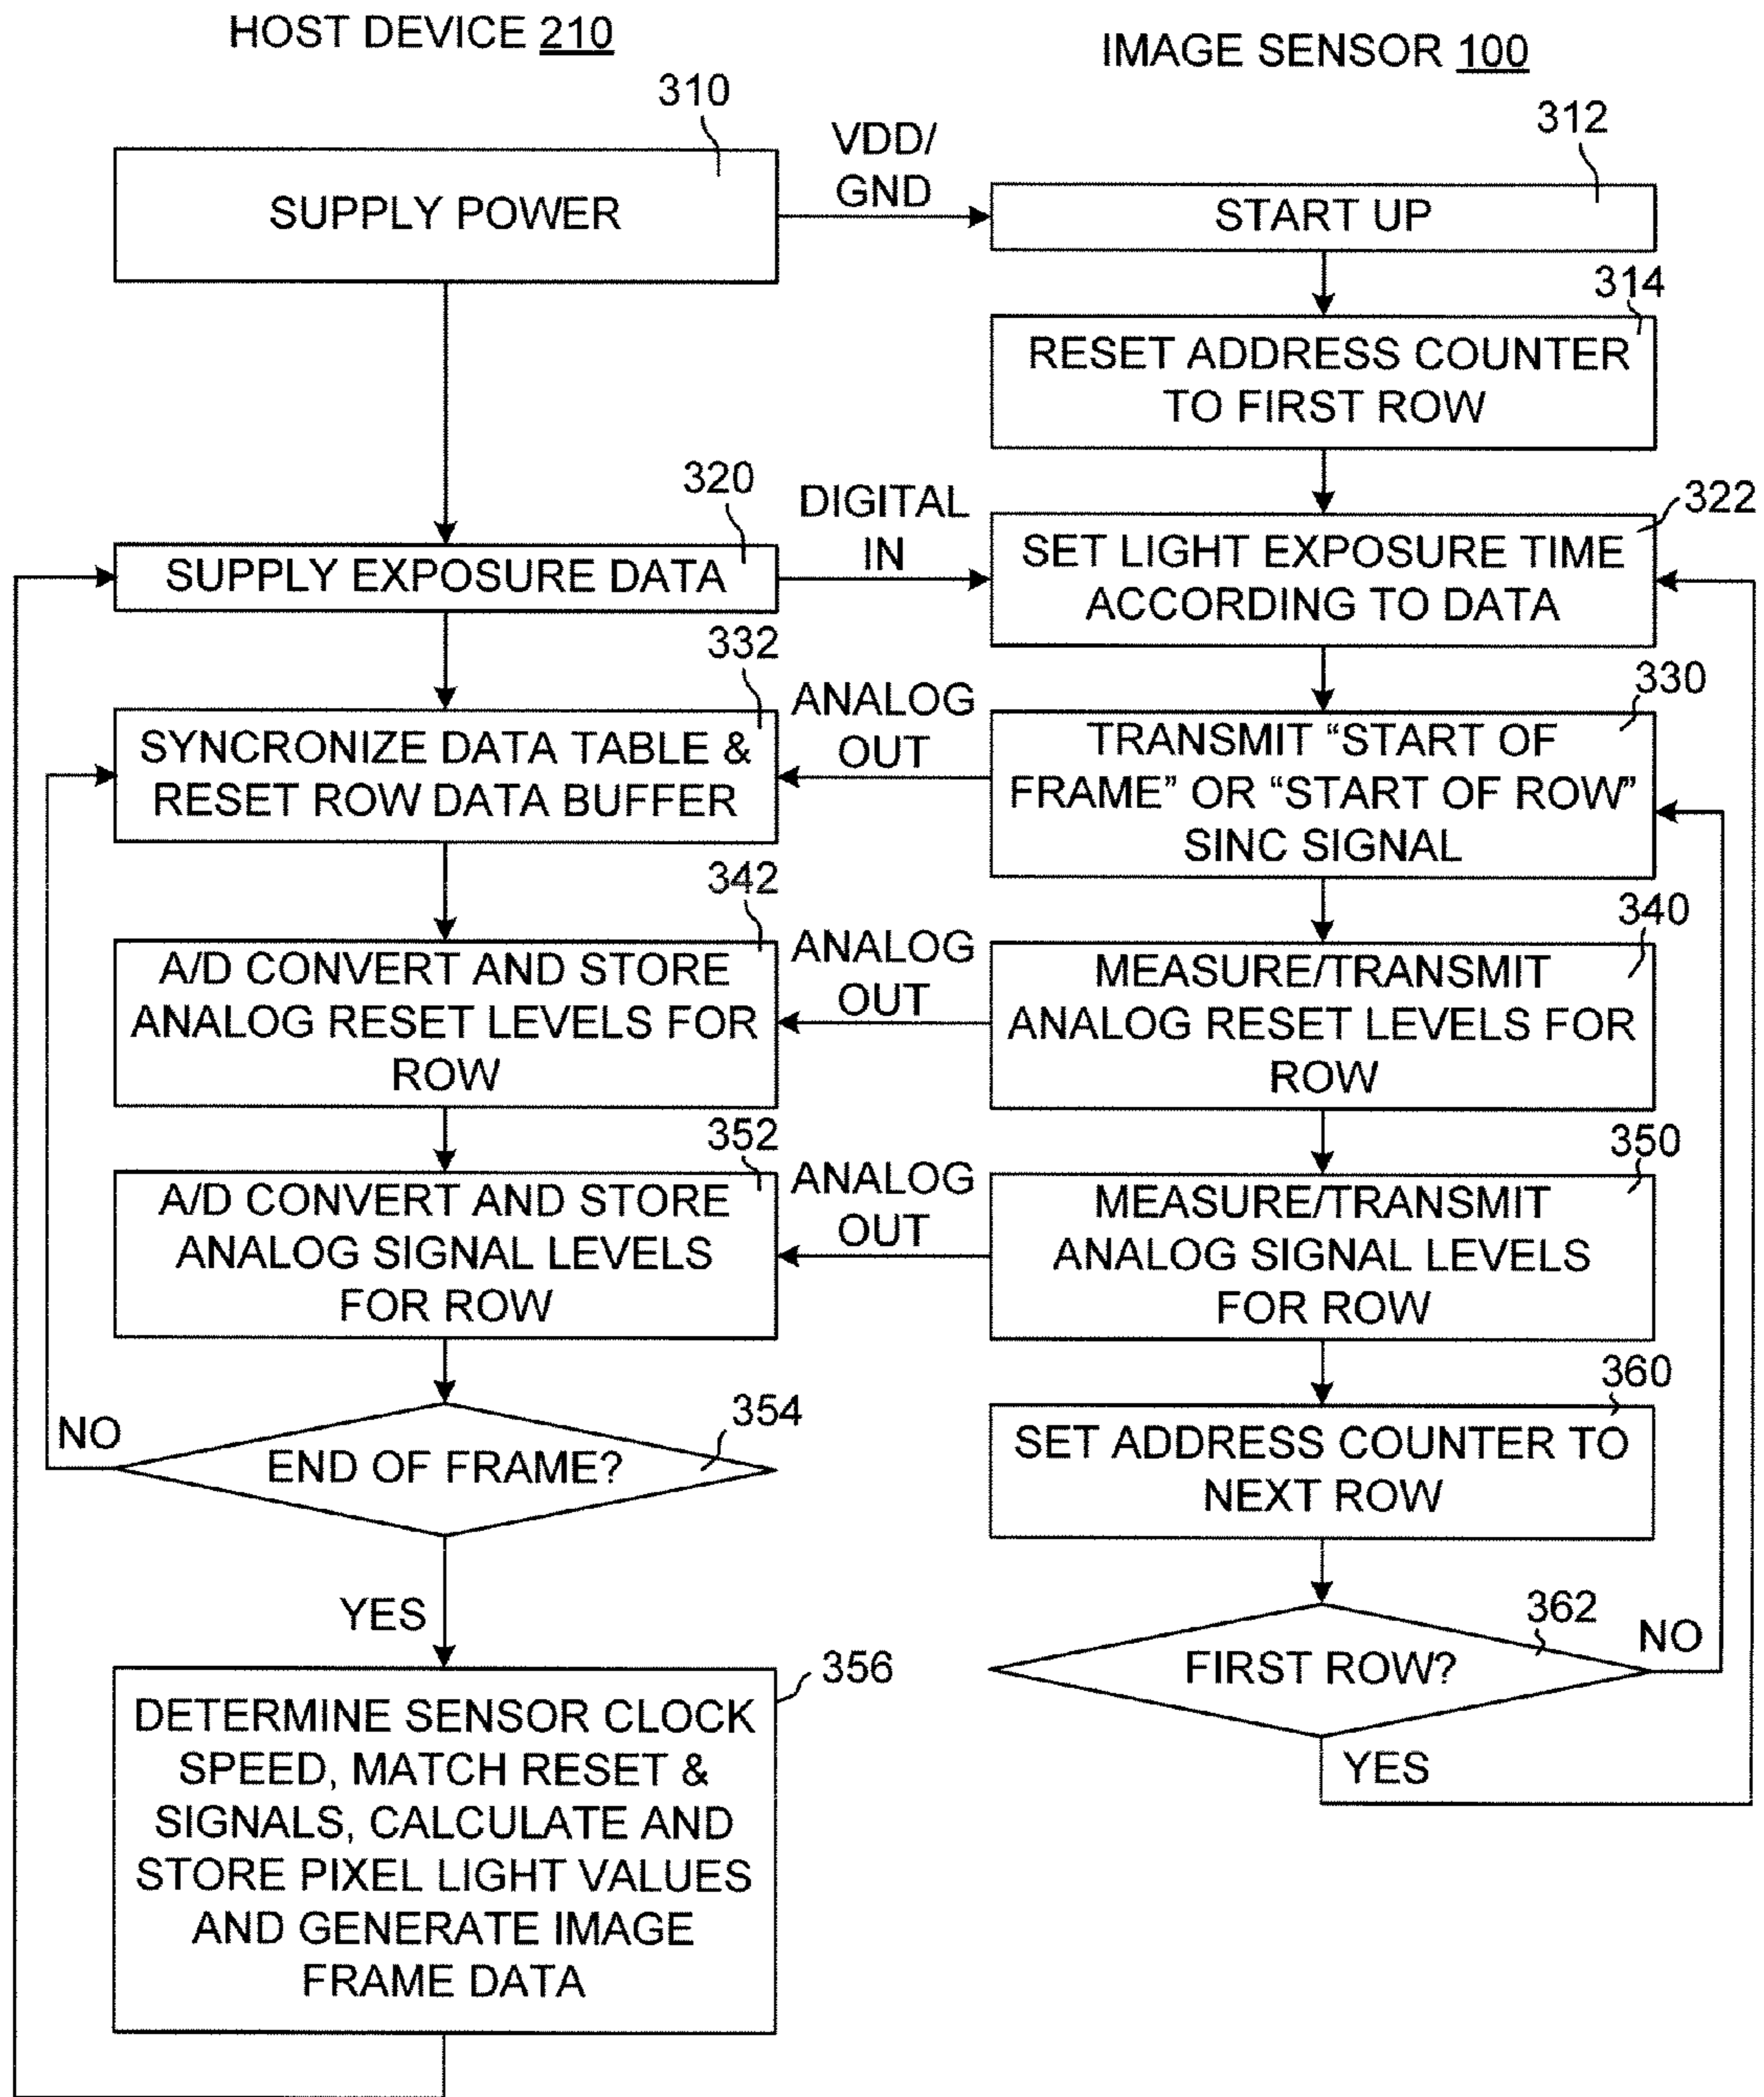 HOST DEVICE 210
IMAGE SENSOR 100
310
SUPPLY POWER
VDD/
GND
312
START UP
314
RESET ADDRESS COUNTER
TO FIRST ROW
320
SUPPLY EXPOSURE DATA
DIGITAL
IN
322
SET LIGHT EXPOSURE TIME
ACCORDING TO DATA
332
SYNCRONIZE DATA TABLE &
RESET ROW DATA BUFFER
ANALOG
OUT
330
TRANSMIT “START OF
FRAME” OR “START OF ROW”
SINC SIGNAL
342
A/D CONVERT AND STORE
ANALOG RESET LEVELS FOR
ROW
ANALOG
OUT
340
MEASURE/TRANSMIT
ANALOG RESET LEVELS FOR
ROW
352
A/D CONVERT AND STORE
ANALOG SIGNAL LEVELS
FOR ROW
ANALOG
OUT
350
MEASURE/TRANSMIT
ANALOG SIGNAL LEVELS
FOR ROW
354
END OF FRAME?
NO
YES
360
SET ADDRESS COUNTER TO
NEXT ROW
362
FIRST ROW?
NO
YES
356
DETERMINE SENSOR CLOCK
SPEED, MATCH RESET &
SIGNALS, CALCULATE AND
STORE PIXEL LIGHT VALUES
AND GENERATE IMAGE
FRAME DATA